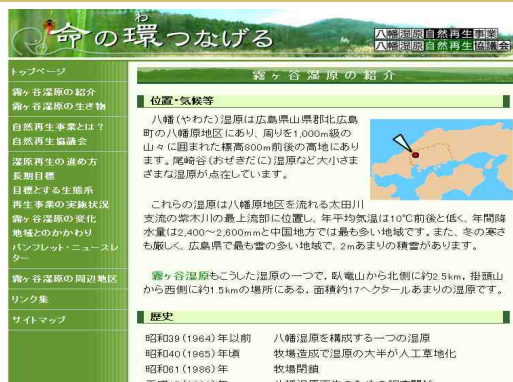 わ
命の環つなげる
八幡湿原自然再生事業
八幡湿原自然再生協議会
トップページ
霧ヶ谷湿原の紹介
霧ヶ谷湿原の生き物
自然再生事業とは？
自然再生協議会
湿原再生の進め方
長期目標
目標とする生態系
再生事業の実施状況
霧ヶ谷湿原の変化
地域とのかかわり
パンフレット・ニュースレ
ター
霧ヶ谷湿原の周辺地区
リンク集
サイトマップ
霧ヶ谷湿原の紹介
位置・気候等
八幡（やわた）湿原は広島県山県郡北広島
町の八幡原地区にあり、周りを1,000m級の
山々に囲まれた標高800m前後の高地にあり
ます。尾崎谷（おぜきだに）湿原など大小さま
ざまな湿原が点在しています。
これらの湿原は八幡原地区を流れる太田川
支流の柴木川の最上流部に位置し、年平均気温は10℃前後と低く、年間降
水量は2,400～2,600mmと中国地方では最も多い地域です。また、冬の寒さ
も厳しく、広島県で最も雪の多い地域で、2mあまりの積雪があります。
霧ヶ谷湿原もこうした湿原の一つで，臥竜山から北側に約2.5km，掛頭山
から西側に約1.5kmの場所にある，面積約17ヘクタールあまりの湿原です。
歴史
昭和39（1964）年以前 八幡湿原を構成する一つの湿原
昭和40（1965）年頃 牧場造成で湿原の大半が人工草地化
昭和61（1986）年 牧場閉鎖